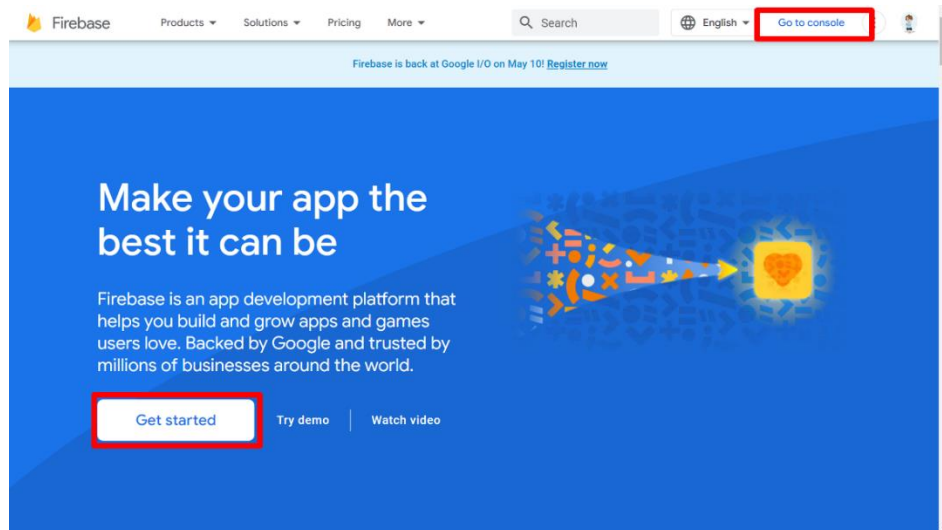 Firebase Products Solutions Pricing More Search English Go to console
Firebase is back at Google I/O on May 10! Register now
Make your app the
best it can be
Firebase is an app development platform that
helps you build and grow apps and games
users love. Backed by Google and trusted by
millions of businesses around the world.
Get started Try demo Watch video